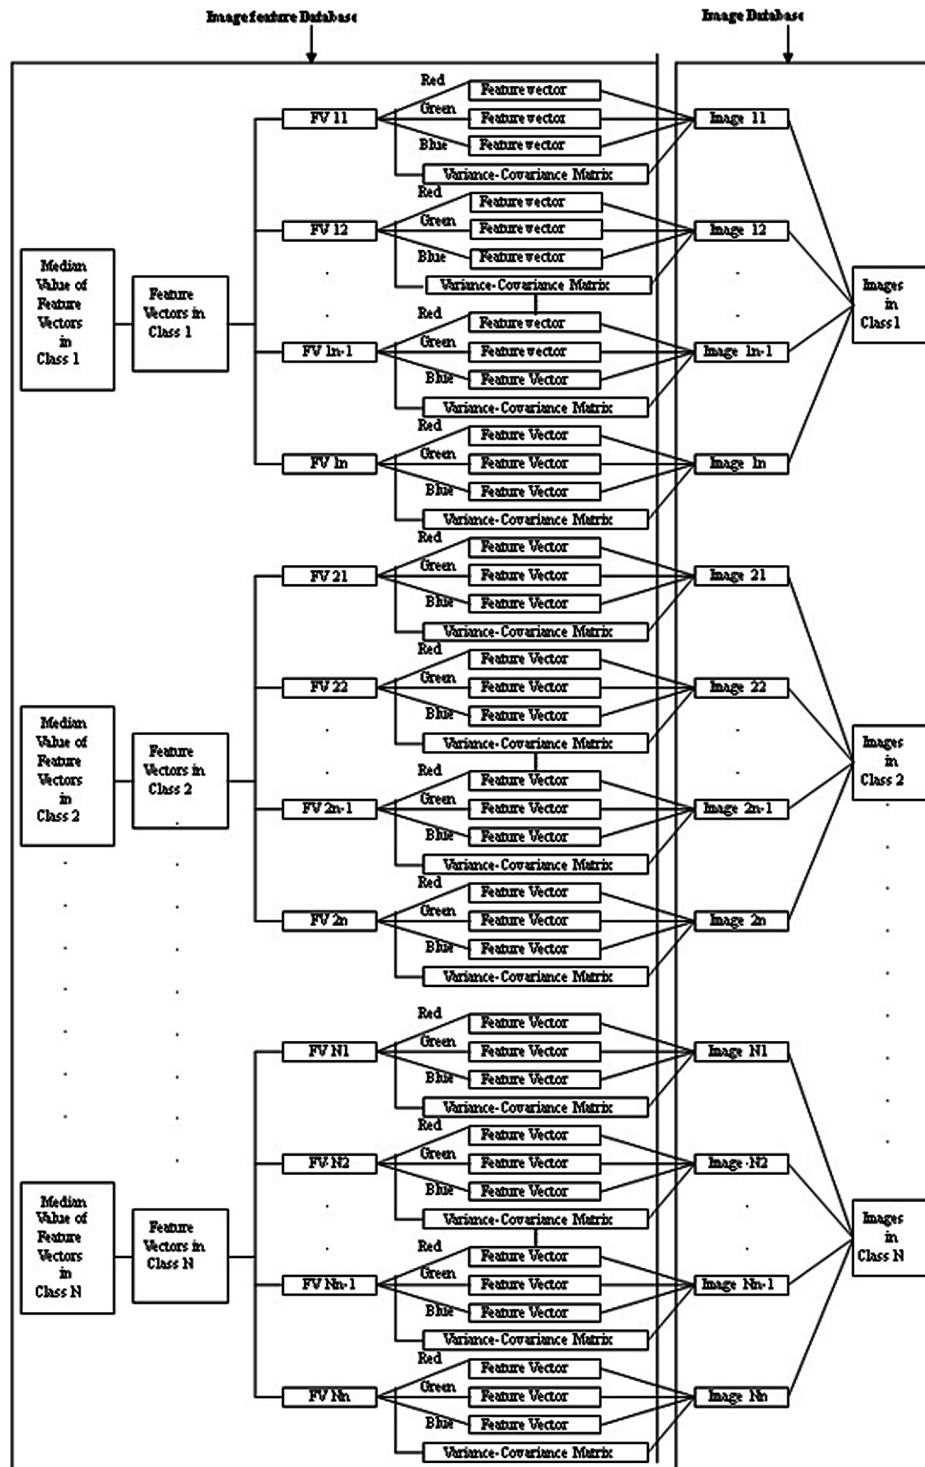 Image feature Database
Image Database
Red
Feature vector
FV 11
Green
Feature vector
Image 11
Blue
Feature vector
Variance-Covariance Matrix
Red
Feature vector
FV 12
Green
Feature vector
Image 12
Blue
Feature vector
Variance-Covariance Matrix
Median
Value of
Feature
Vectors
in
Class 1
Feature
Vectors in
Class 1
Images
in
Class1
Red
Feature vector
FV 1n-1
Green
Feature vector
Image 1n-1
Blue
Feature Vector
Variance-Covariance Matrix
Red
Feature Vector
FV 1n
Green
Feature Vector
Image 1n
Blue
Feature Vector
Variance-Covariance Matrix
Red
Feature Vector
FV 21
Green
Feature Vector
Image 21
Blue
Feature Vector
Variance-Covariance Matrix
Red
Feature Vector
FV 22
Green
Feature Vector
Image 22
Blue
Feature Vector
Variance-Covariance Matrix
Median
Value of
Feature
Vectors
in
Class 2
Feature
Vectors in
Class 2
Images
in
Class 2
Red
Feature Vector
FV 2n-1
Green
Feature Vector
Image 2n-1
Blue
Feature Vector
Variance-Covariance Matrix
Red
Feature Vector
FV 2n
Green
Feature Vector
Image 2n
Blue
Feature Vector
Variance-Covariance Matrix
Red
Feature Vector
FV N1
Green
Feature Vector
Image N1
Blue
Feature Vector
Variance-Covariance Matrix
Red
Feature Vector
FV N2
Green
Feature Vector
Image N2
Blue
Feature Vector
Variance-Covariance Matrix
Median
Value of
Feature
Vectors
in
Class N
Feature
Vectors in
Class N
Images
in
Class N
Red
Feature Vector
FV Nn-1
Green
Feature Vector
Image Nn-1
Blue
Feature Vector
Variance-Covariance Matrix
Red
Feature Vector
FV Nn
Green
Feature Vector
Image Nn
Blue
Feature Vector
Variance-Covariance Matrix